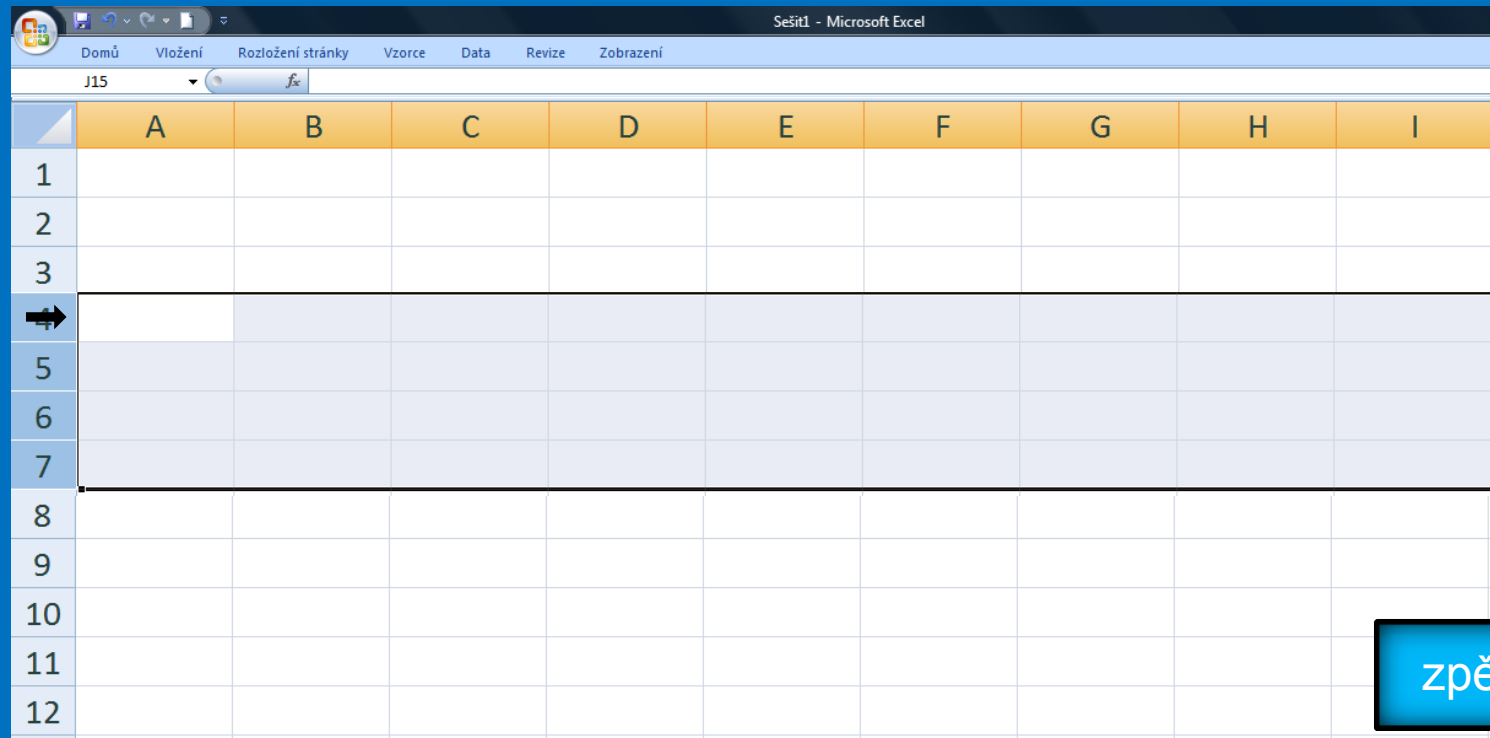 Sešit1 - Microsoft Excel
Domů Vložení Rozložení stránky Vzorce Data Revize Zobrazení
J15 fx
A B C D E F G H I
1
2
3
4
5
6
7
8
9
10
11
zpě
12